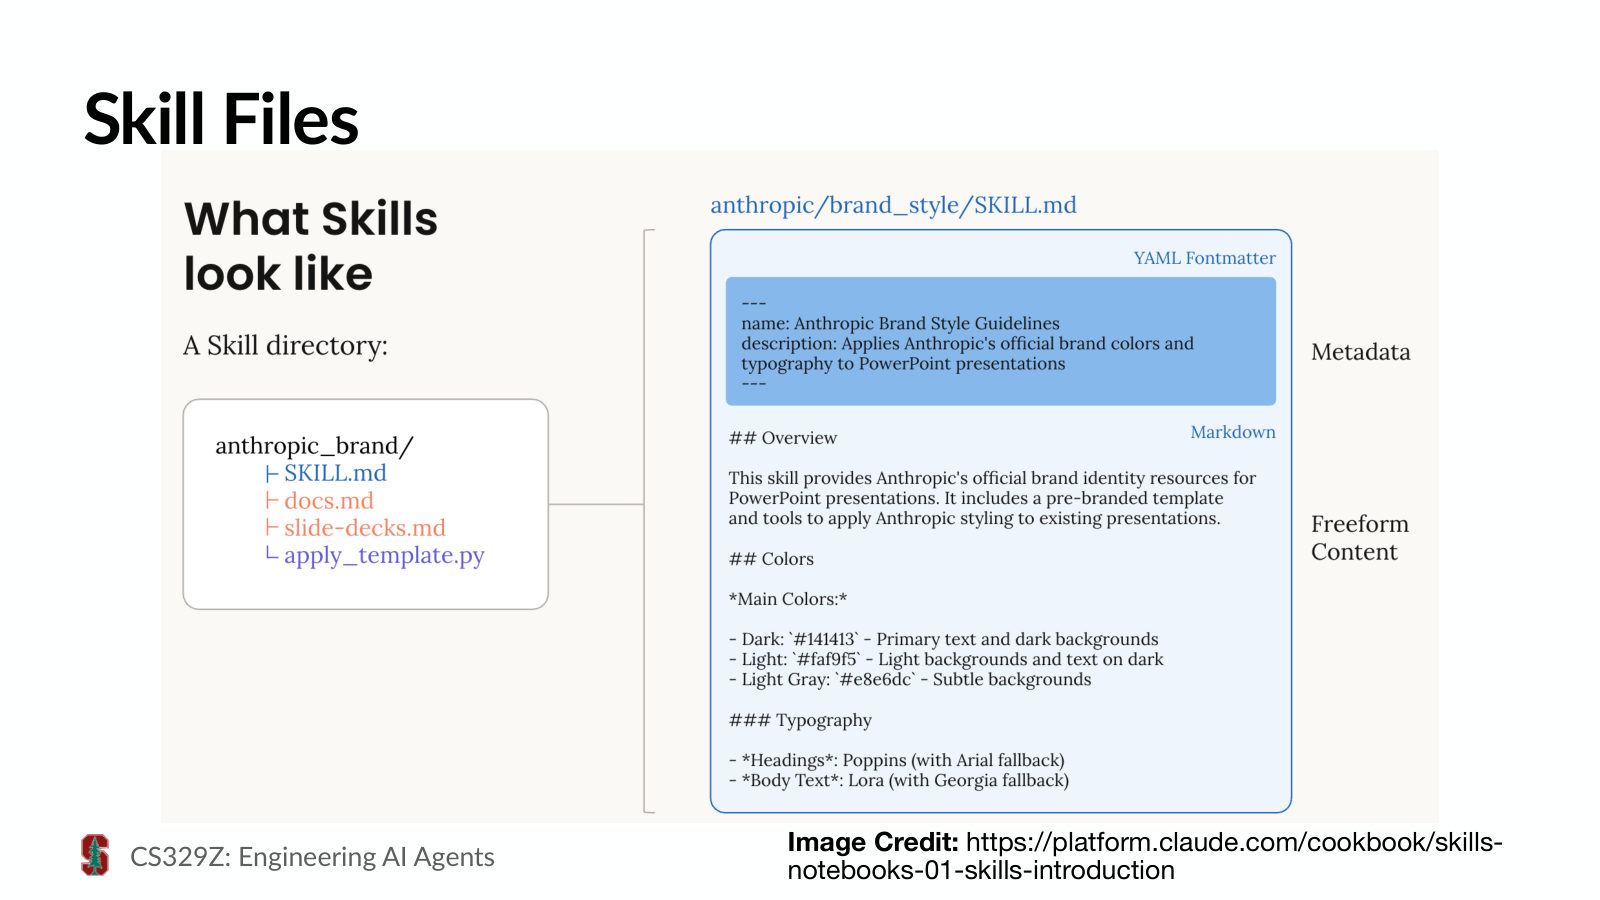 Skill Files
What Skills
look like
A Skill directory:
anthropic_brand/
├ SKILL.md
├ docs.md
├ slide-decks.md
└ apply_template.py
anthropic/brand_style/SKILL.md
YAML Fontmatter
---
name: Anthropic Brand Style Guidelines
description: Applies Anthropic's official brand colors and
typography to PowerPoint presentations
---
Metadata
Markdown
## Overview
This skill provides Anthropic's official brand identity resources for
PowerPoint presentations. It includes a pre-branded template
and tools to apply Anthropic styling to existing presentations.
## Colors
*Main Colors:*
- Dark: `#141413` - Primary text and dark backgrounds
- Light: `#faf9f5` - Light backgrounds and text on dark
- Light Gray: `#e8e6dc` - Subtle backgrounds
### Typography
- *Headings*: Poppins (with Arial fallback)
- *Body Text*: Lora (with Georgia fallback)
Freeform
Content
CS329Z: Engineering AI Agents
Image Credit: https://platform.claude.com/cookbook/skills-
notebooks-01-skills-introduction